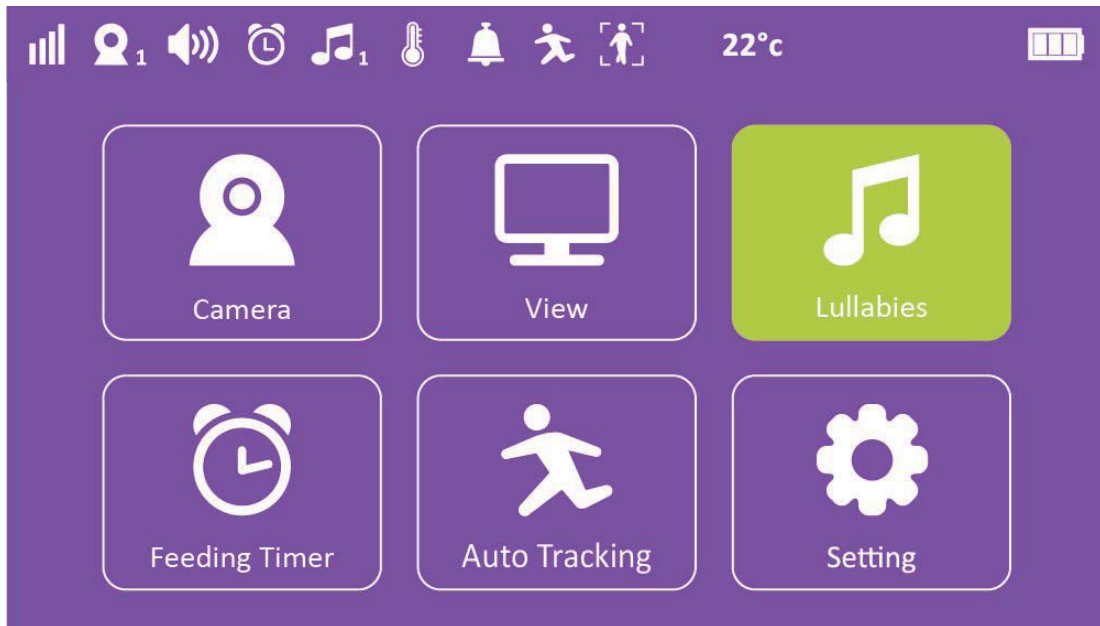 1
1
22°c
Camera
View
Lullabies
Feeding Timer
Auto Tracking
Setting